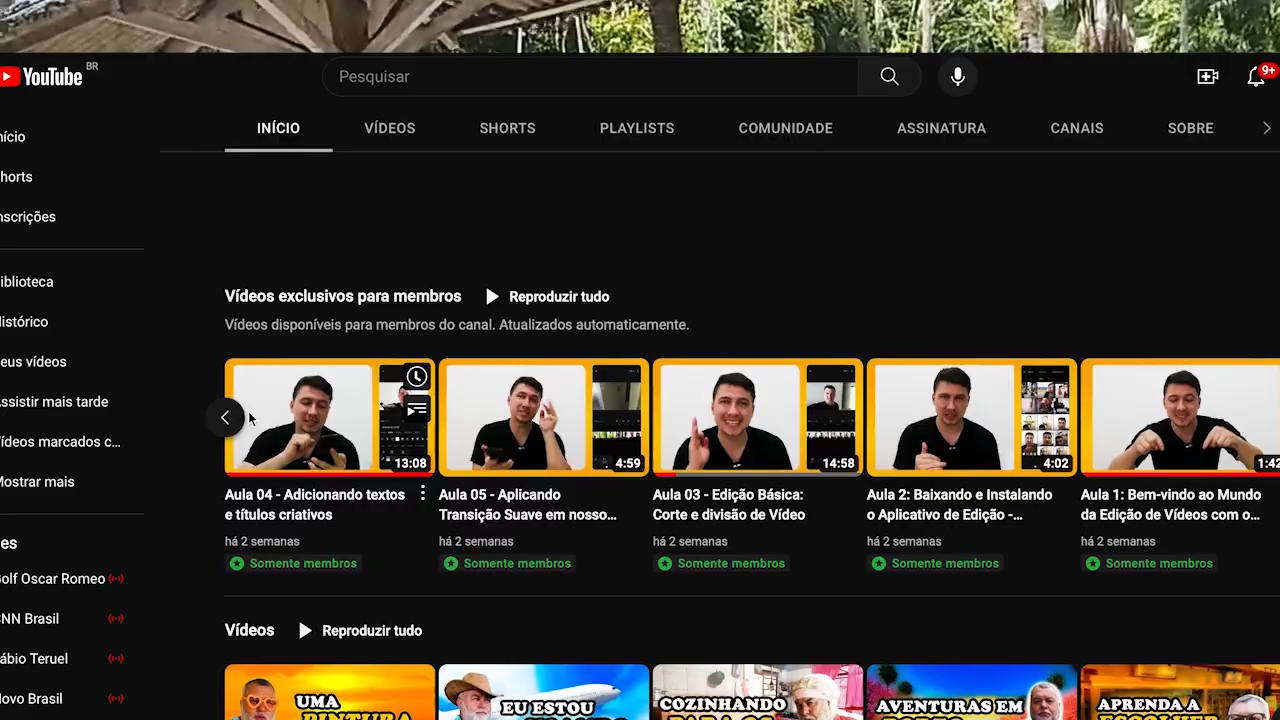 YouTube BR
Pesquisar
9+
INÍCIO VÍDEOS SHORTS PLAYLISTS COMUNIDADE ASSINATURA CANAIS SOBRE
nício
horts
nscrições
iblioteca
istórico
eus vídeos
ssistir mais tarde
ídeos marcados c...
Mostrar mais
es
Golf Oscar Romeo
NN Brasil
ábio Teruel
ovo Brasil
Vídeos exclusivos para membros Reproduzir tudo
Vídeos disponíveis para membros do canal. Atualizados automaticamente.
13:08 4:59 14:58 4:02 1:42
Aula 04 - Adicionando textos
e títulos criativos
há 2 semanas
Somente membros
Aula 05 - Aplicando
Transição Suave em nosso...
há 2 semanas
Somente membros
Aula 03 - Edição Básica:
Corte e divisão de Vídeo
há 2 semanas
Somente membros
Aula 2: Baixando e Instalando
o Aplicativo de Edição -...
há 2 semanas
Somente membros
Aula 1: Bem-vindo ao Mundo
da Edição de Vídeos com o...
há 2 semanas
Somente membros
Vídeos Reproduzir tudo
UMA
PINTURA
EU ESTOU
COZINHANDO
AVENTURAS EM
APRENDA A